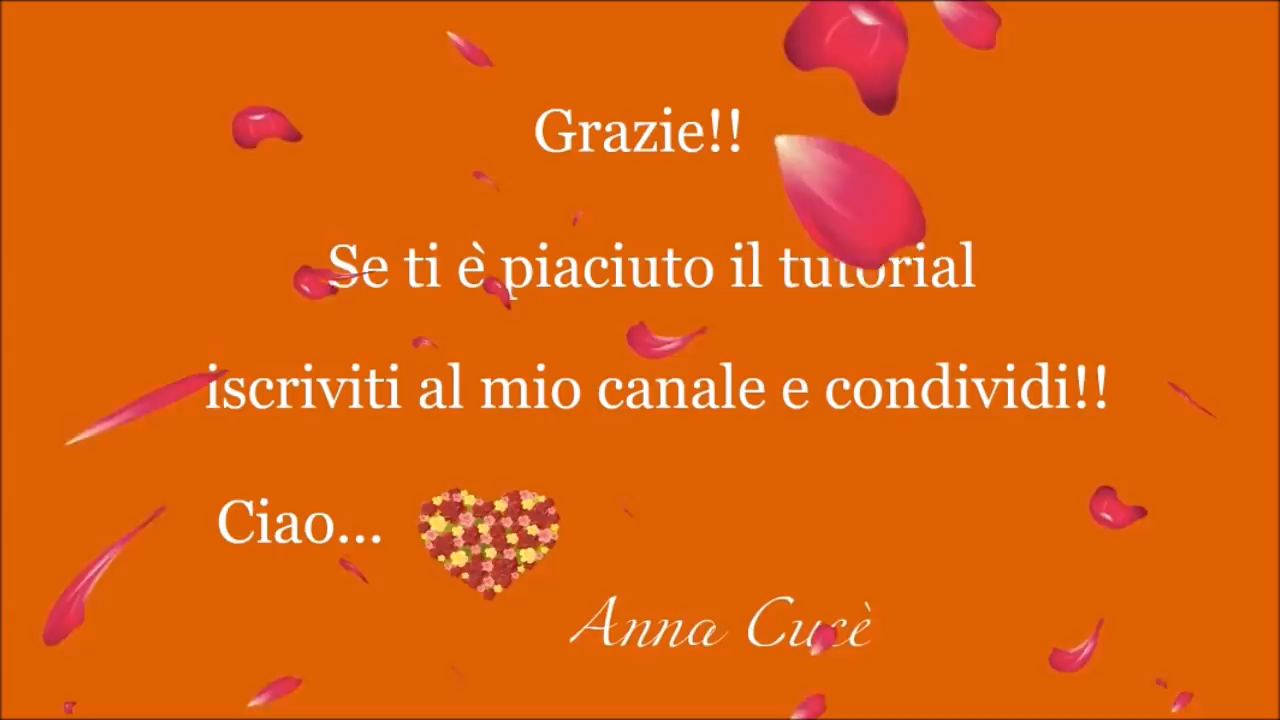 Grazie!!
Se ti è piaciuto il tutorial
iscriviti al mio canale e condividi!!
Ciao...
Anna Cucè